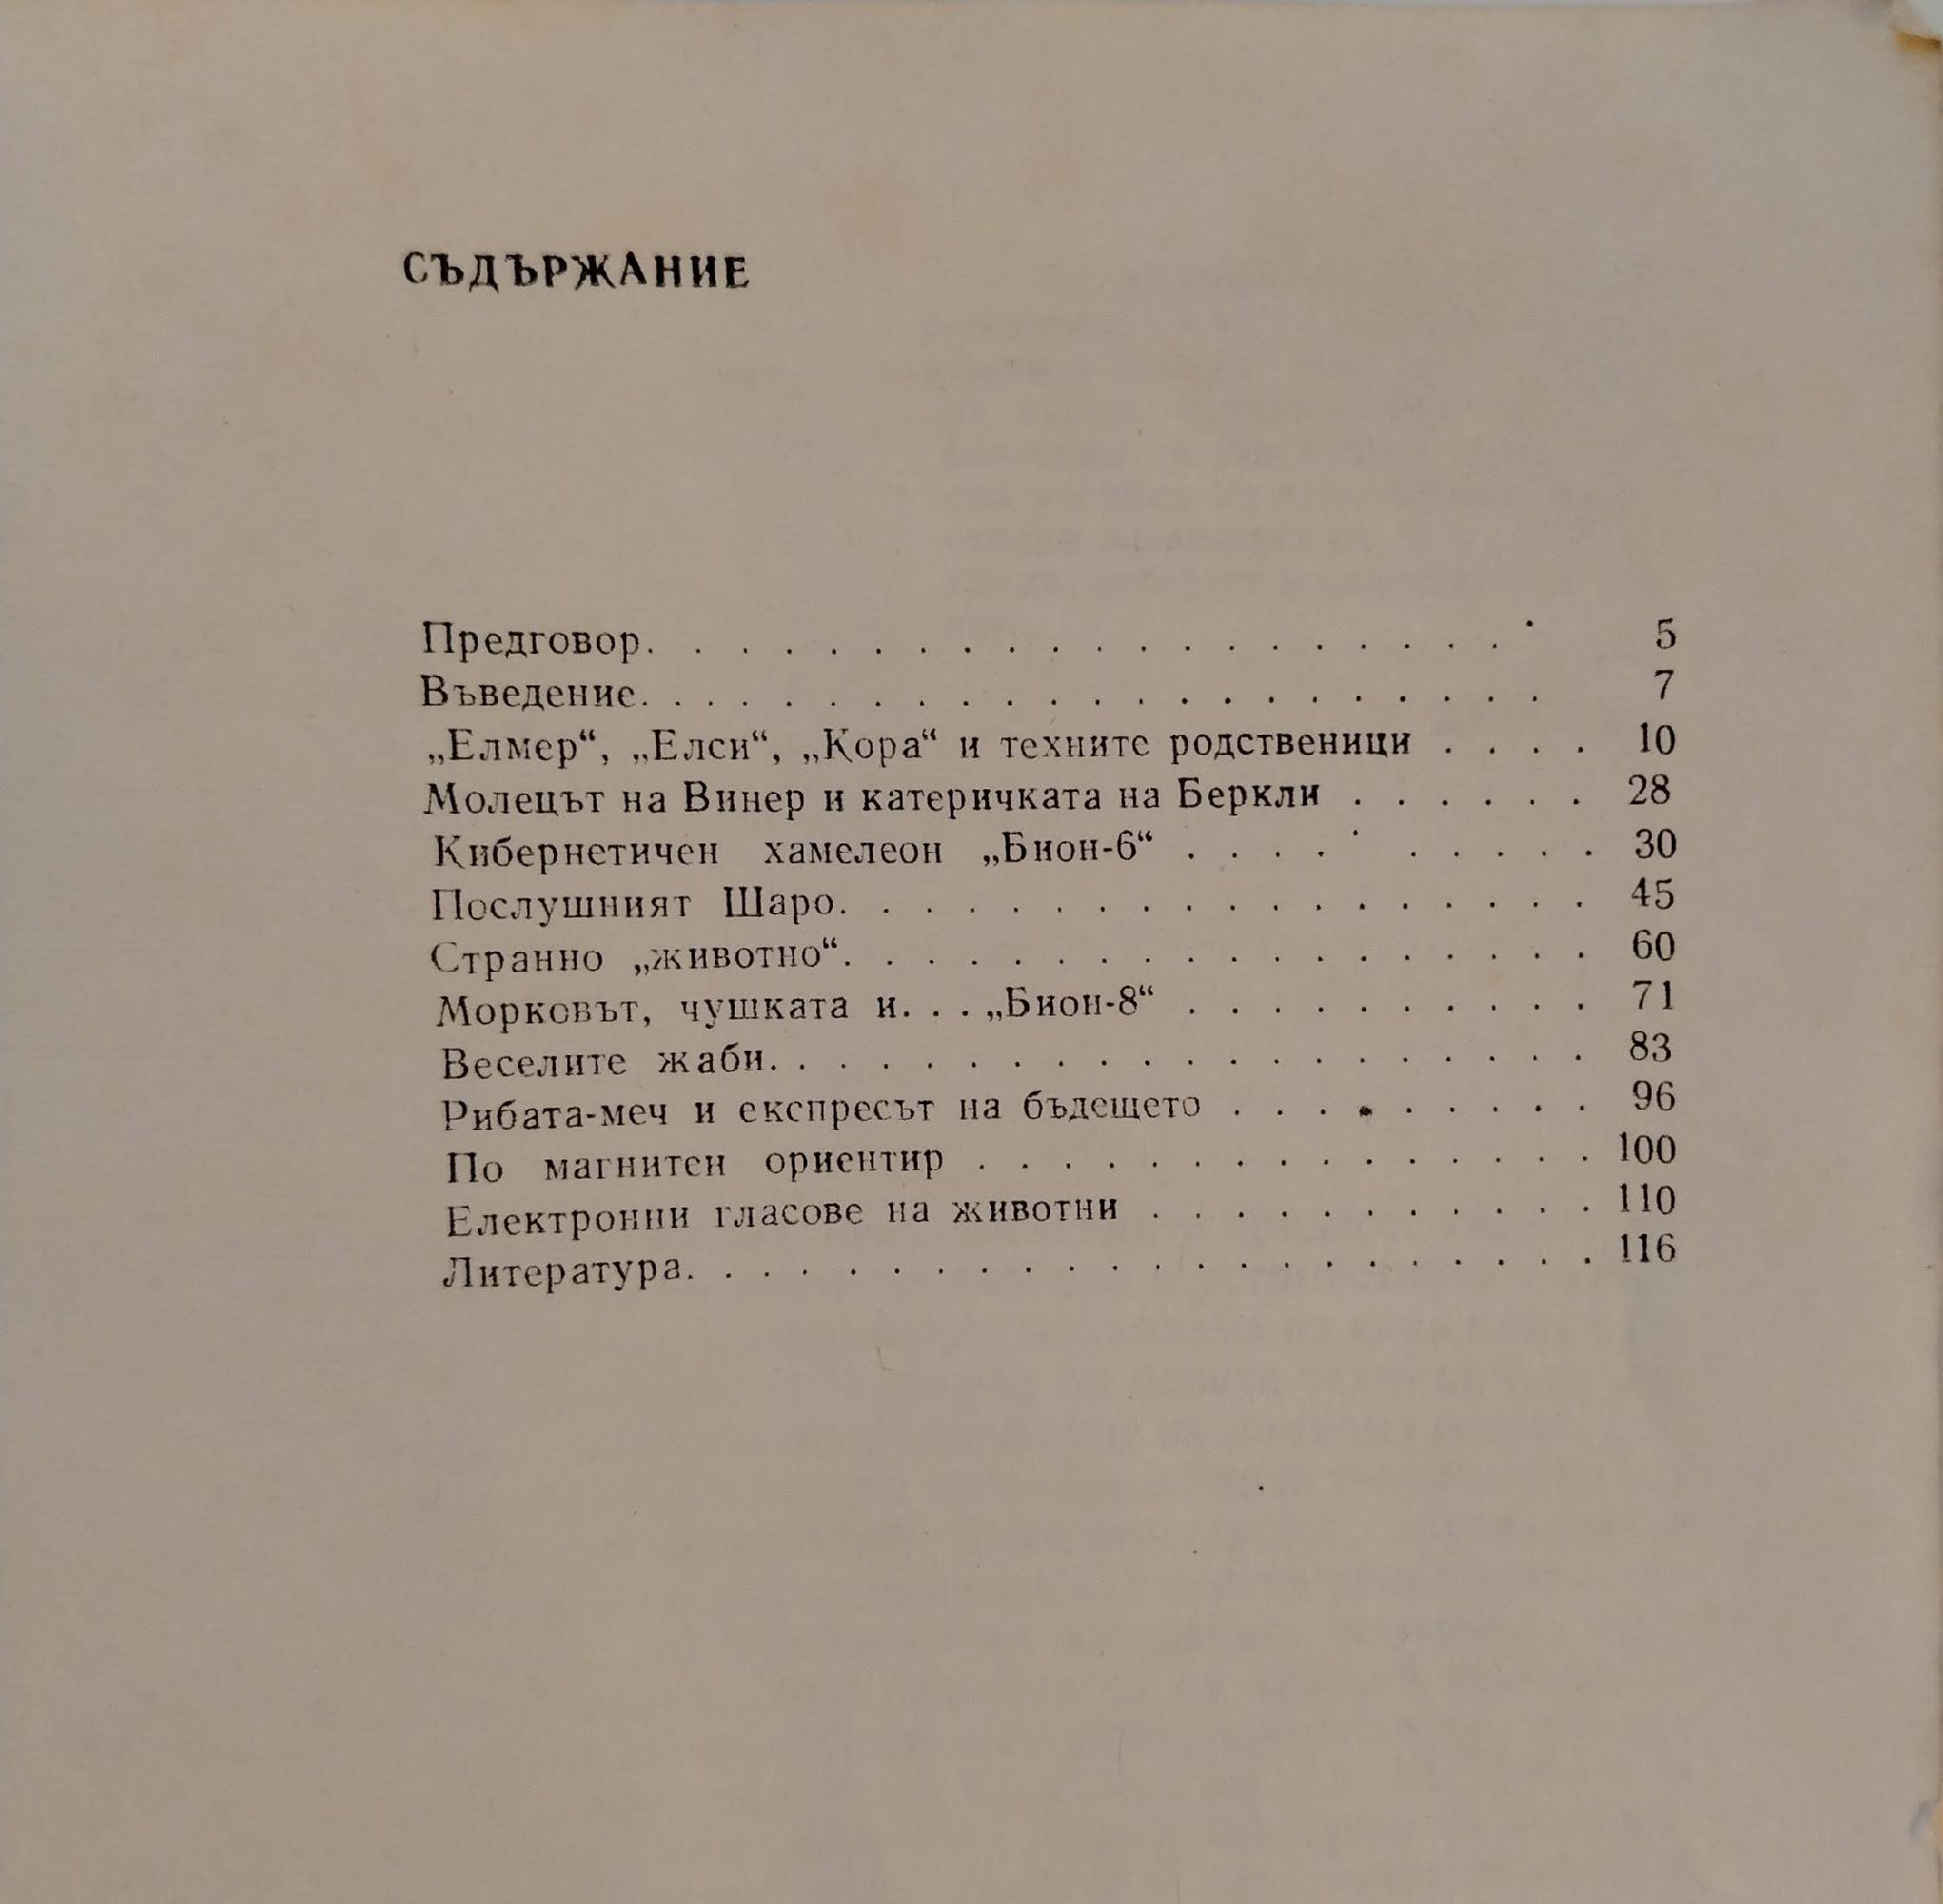 СЪДЪРЖАНИЕ
Предговор. . . . . . . . . . . . . . . . . . . . . 5
Въведение. . . . . . . . . . . . . . . . . . . . . 7
„Елмер“, „Елси“, „Кора“ и техните родственици . . . . 10
Молецът на Винер и катеричката на Беркли . . . . . . 28
Кибернетичен хамелеон „Бион-6“ . . . . . . . . . . 30
Послушният Шаро. . . . . . . . . . . . . . . . . . 45
Странно „животно“. . . . . . . . . . . . . . . . . . 60
Морковът, чушката и. . . „Бион-8“ . . . . . . . . . . 71
Веселите жаби. . . . . . . . . . . . . . . . . . . . 83
Рибата-меч и експресът на бъдещето . . . . . . . . . 96
По магнитен ориентир . . . . . . . . . . . . . . . 100
Електронни гласове на животни . . . . . . . . . . . 110
Литература. . . . . . . . . . . . . . . . . . . . . . 116